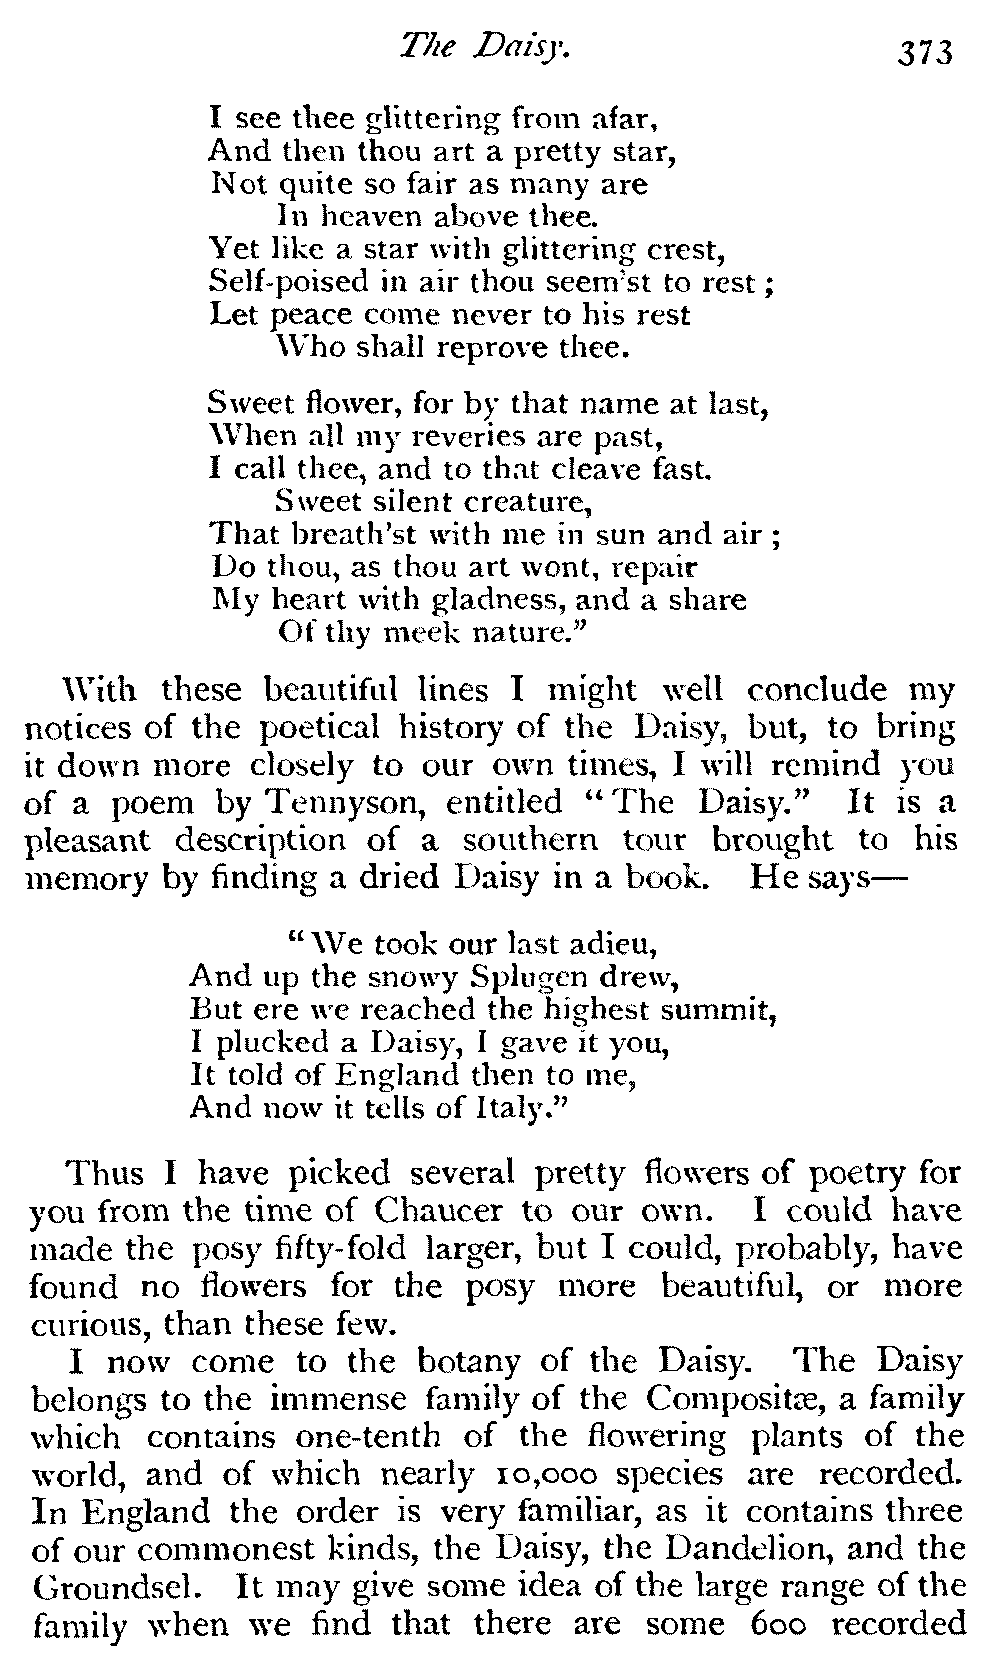 The Daisy. 373
I see thee glittering from afar,
And then thou art a pretty star,
Not quite so fair as many are
In heaven above thee.
Yet like a star with glittering crest,
Self-poised in air thou seem'st to rest ;
Let peace come never to his rest
Who shall reprove thee.
Sweet flower, for by that name at last,
When all my reveries are past,
I call thee, and to that cleave fast.
Sweet silent creature,
That breath'st with me in sun and air ;
Do thou, as thou art wont, repair
My heart with gladness, and a share
Of thy meek nature.”
With these beautiful lines I might well conclude my
notices of the poetical history of the Daisy, but, to bring
it down more closely to our own times, I will remind you
of a poem by Tennyson, entitled “The Daisy.” It is a
pleasant description of a southern tour brought to his
memory by finding a dried Daisy in a book. He says—
“We took our last adieu,
And up the snowy Splugen drew,
But ere we reached the highest summit,
I plucked a Daisy, I gave it you,
It told of England then to me,
And now it tells of Italy.”
Thus I have picked several pretty flowers of poetry for
you from the time of Chaucer to our own. I could have
made the posy fifty-fold larger, but I could, probably, have
found no flowers for the posy more beautiful, or more
curious, than these few.
I now come to the botany of the Daisy. The Daisy
belongs to the immense family of the Compositæ, a family
which contains one-tenth of the flowering plants of the
world, and of which nearly 10,000 species are recorded.
In England the order is very familiar, as it contains three
of our commonest kinds, the Daisy, the Dandelion, and the
Groundsel. It may give some idea of the large range of the
family when we find that there are some 600 recorded